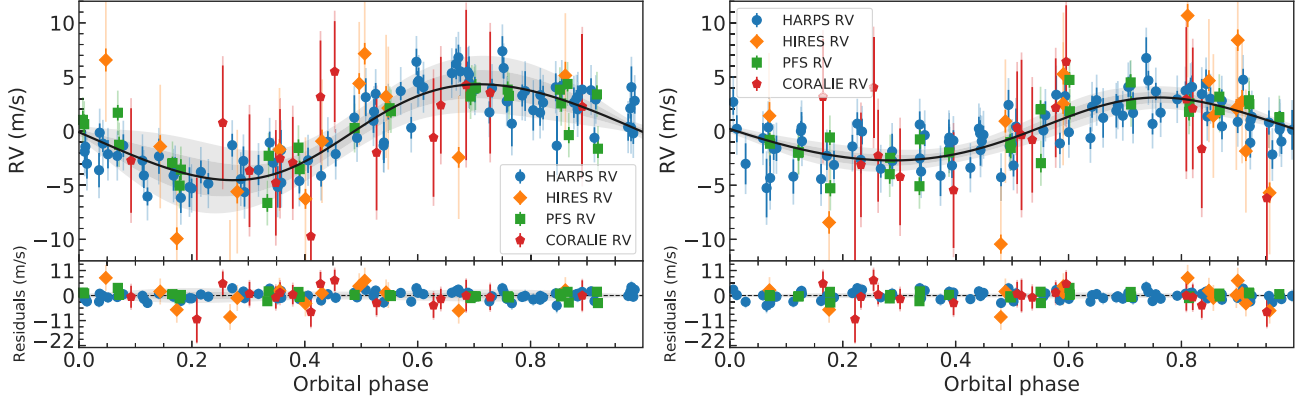 10
5
0
−5
−10
RV (m/s)
HARPS RV
HIRES RV
PFS RV
CORALIE RV
11
0
−11
−22
Residuals (m/s)
0.0 0.2 0.4 0.6 0.8
Orbital phase
10
5
0
−5
−10
RV (m/s)
HARPS RV
HIRES RV
PFS RV
CORALIE RV
11
0
−11
−22
Residuals (m/s)
0.0 0.2 0.4 0.6 0.8
Orbital phase